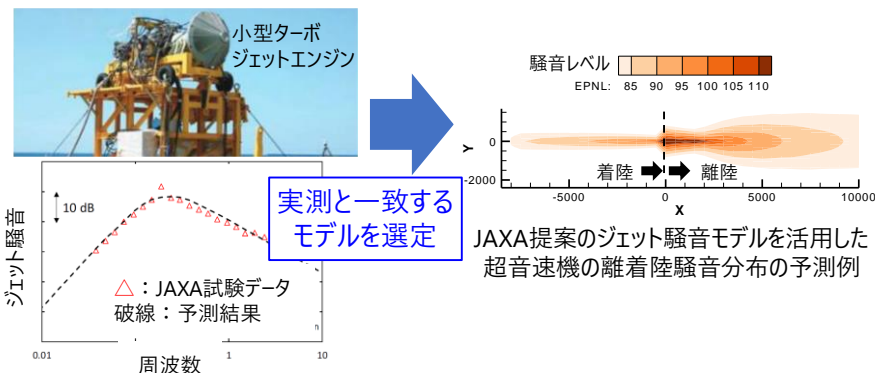 小型ターボ
ジェットエンジン
騒音レベル
EPNL: 85 90 95 100 105 110
Y
0
-2000
着陸
離陸
-5000 0 5000 10000
X
実測と一致する
モデルを選定
JAXA提案のジェット騒音モデルを活用した
超音速機の離着陸騒音分布の予測例
10 dB
ジェット騒音
△：JAXA試験データ
破線：予測結果
n
0.01 1 10
周波数